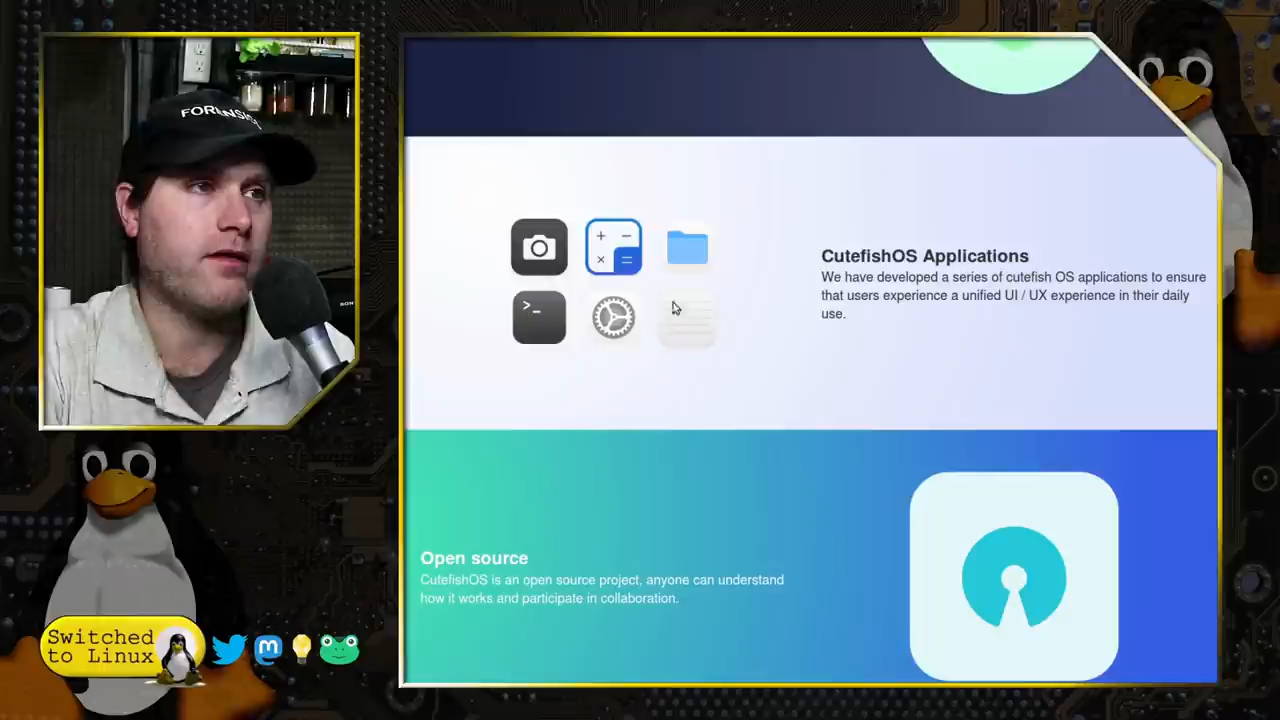 FORENSIC
SONY
CutefishOS Applications
We have developed a series of cutefish OS applications to ensure
that users experience a unified UI / UX experience in their daily
use.
Open source
CutefishOS is an open source project, anyone can understand
how it works and participate in collaboration.
Switched
to Linux